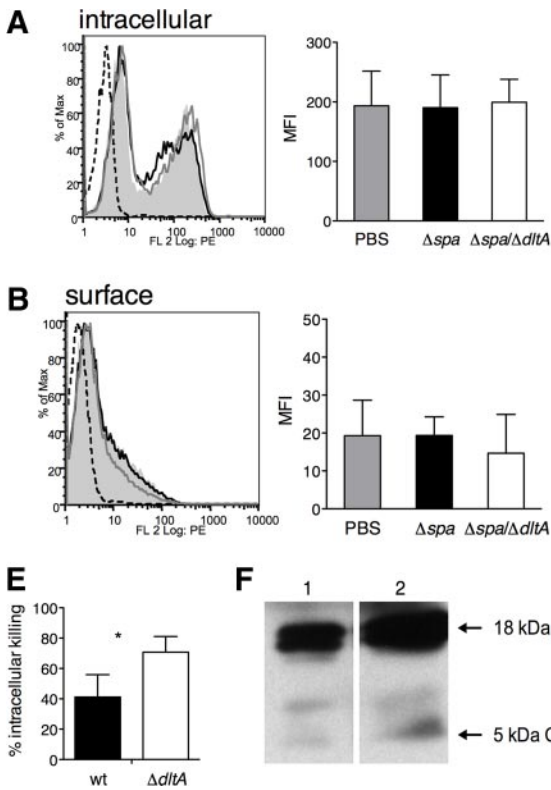 A intracellular
% of Max
100
80
60
40
20
0
1 10 100 1000 10000
FL 2 Log: PE
MFI
300
200
100
0
PBS Δspa Δspa/ΔdltA
B surface
% of Max
100
80
60
40
20
0
1 10 100 1000 10000
FL 2 Log: PE
MFI
50
40
30
20
10
0
PBS Δspa Δspa/ΔdltA
E
% intracellular killing
100
80
60
40
20
0
*
wt ΔdltA
F
1 2
18 kDa
5 kDa C